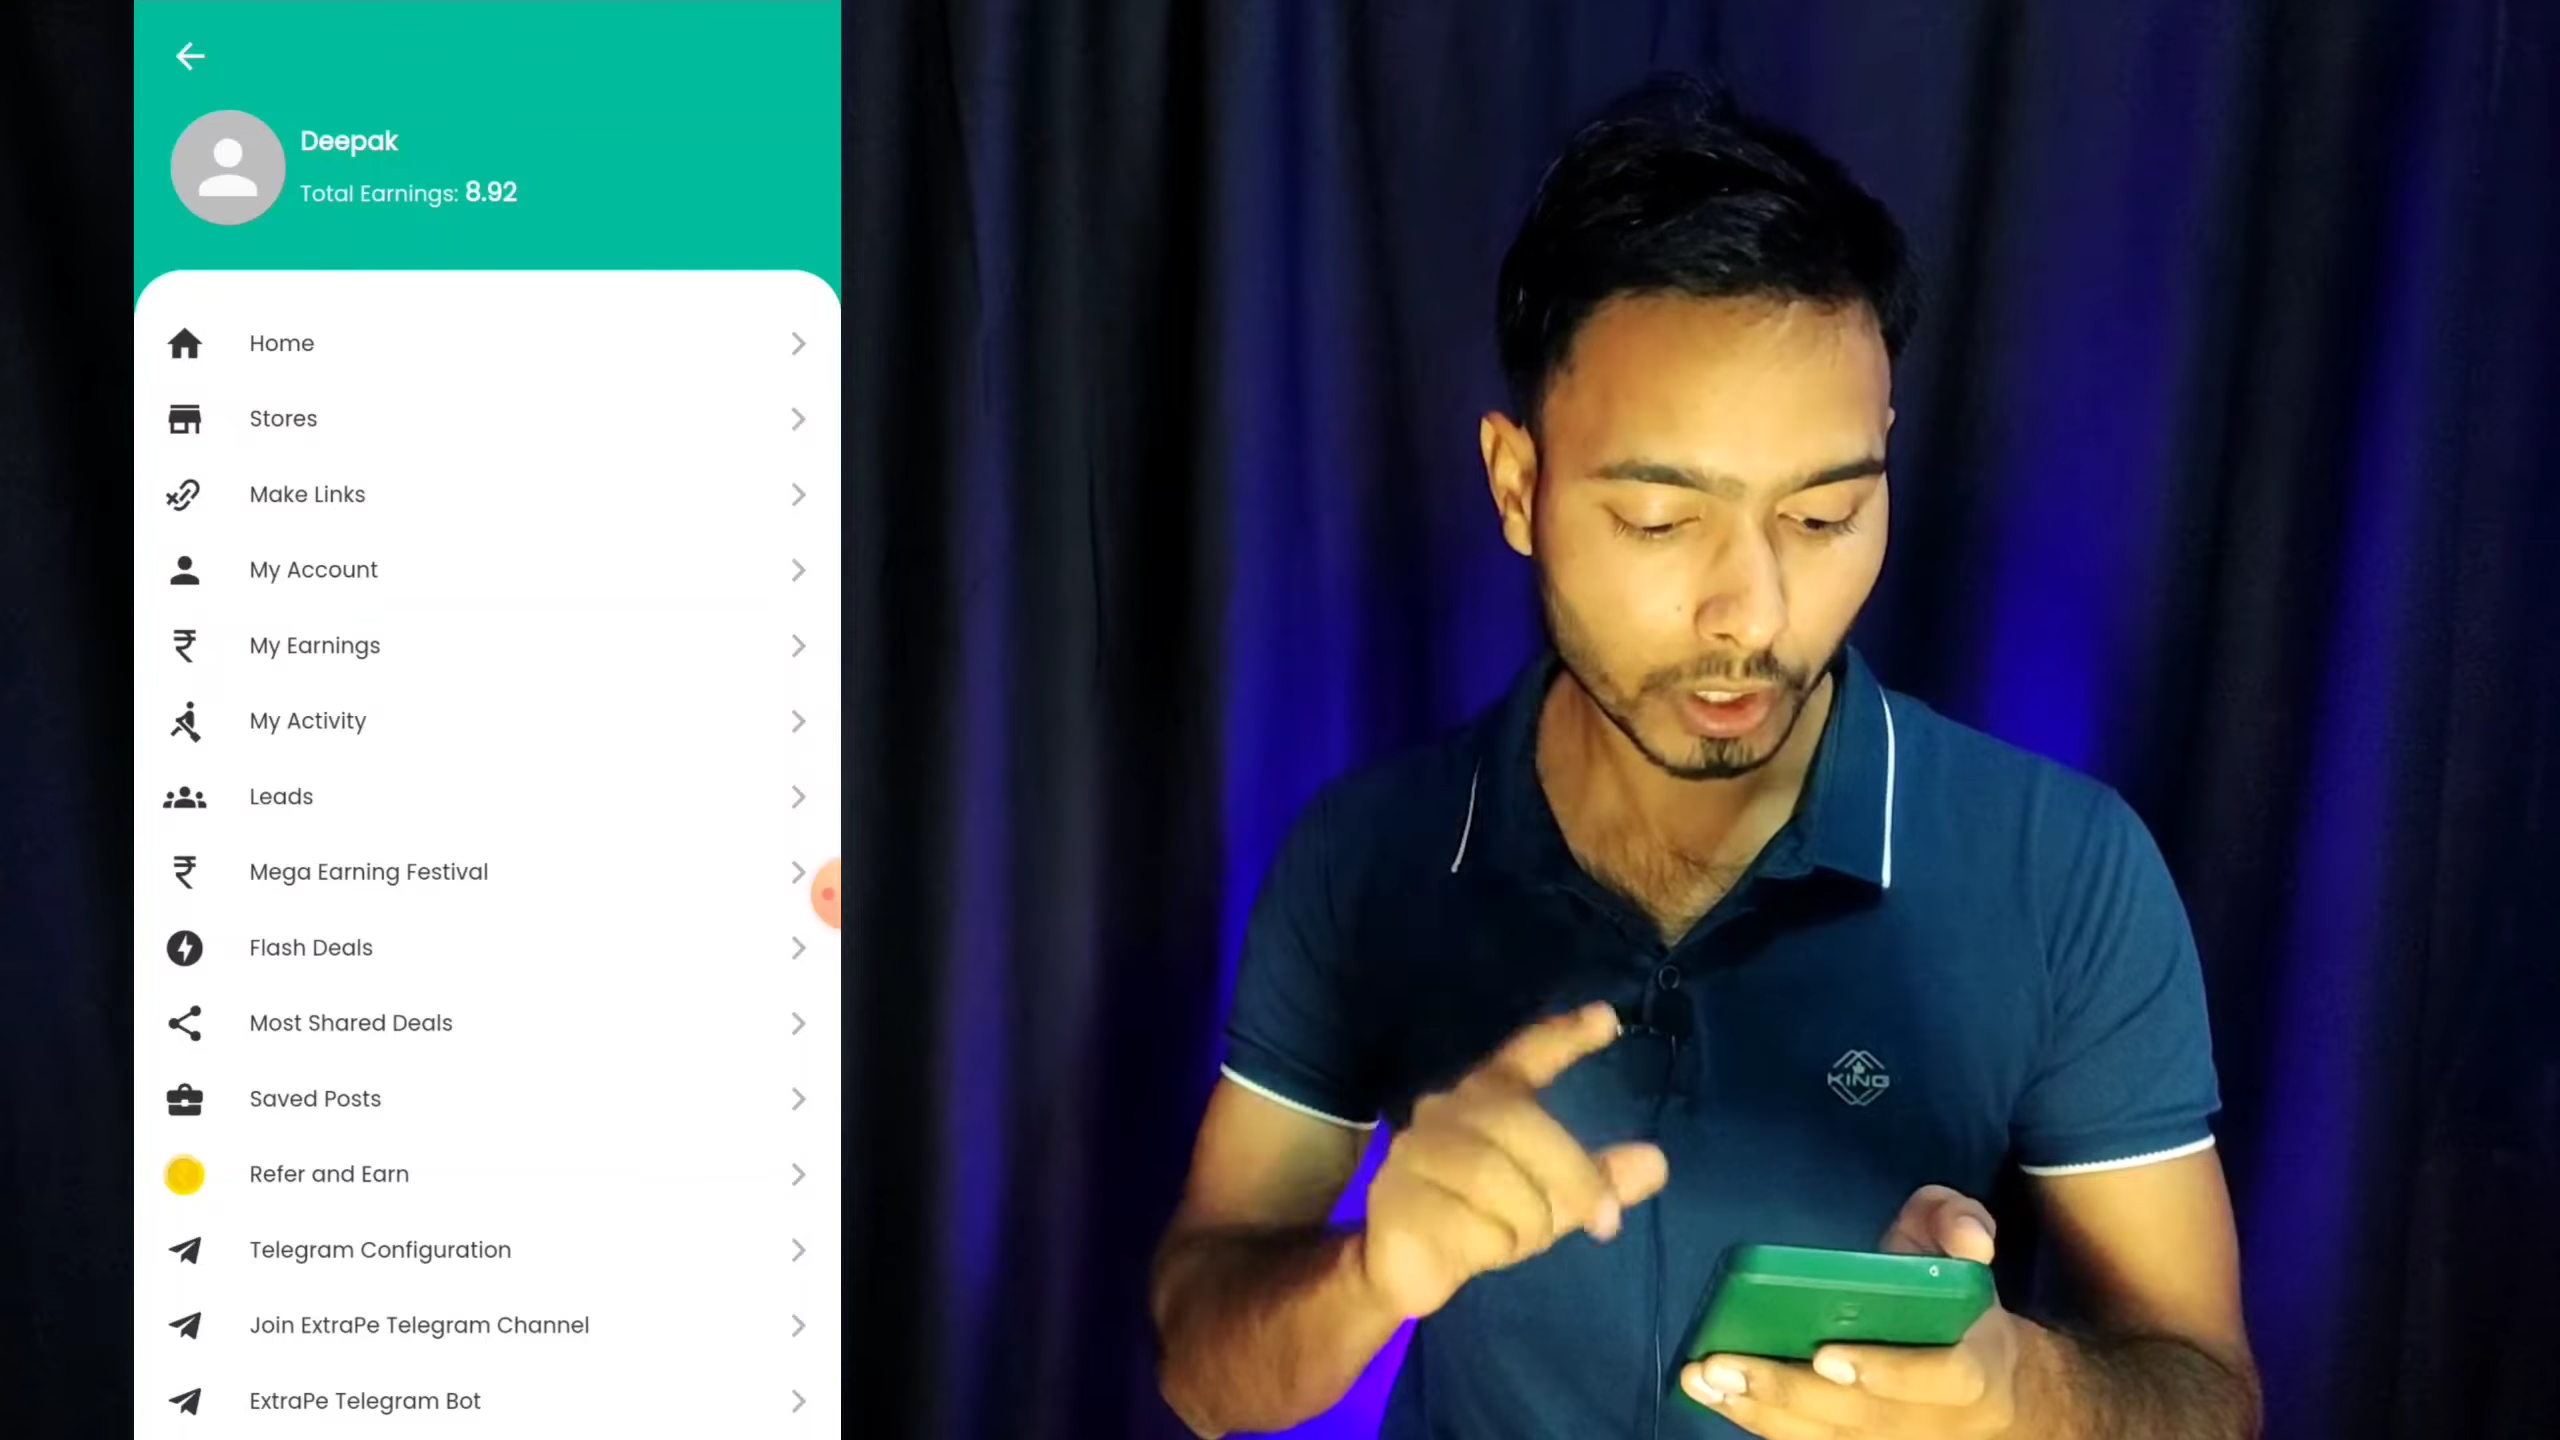 Deepak
Total Earnings: 8.92
Home
Stores
Make Links
My Account
My Earnings
My Activity
Leads
Mega Earning Festival
Flash Deals
Most Shared Deals
Saved Posts
Refer and Earn
Telegram Configuration
Join ExtraPe Telegram Channel
ExtraPe Telegram Bot
KING